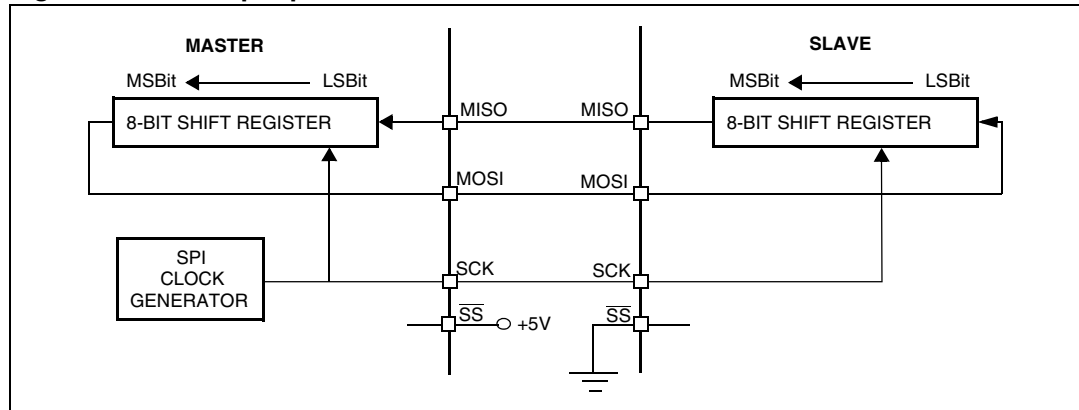 MASTER
MSBit LSBit
8-BIT SHIFT REGISTER
SPI
CLOCK
GENERATOR
MISO MISO
MOSI MOSI
SCK SCK
SS +5V SS
SLAVE
MSBit LSBit
8-BIT SHIFT REGISTER